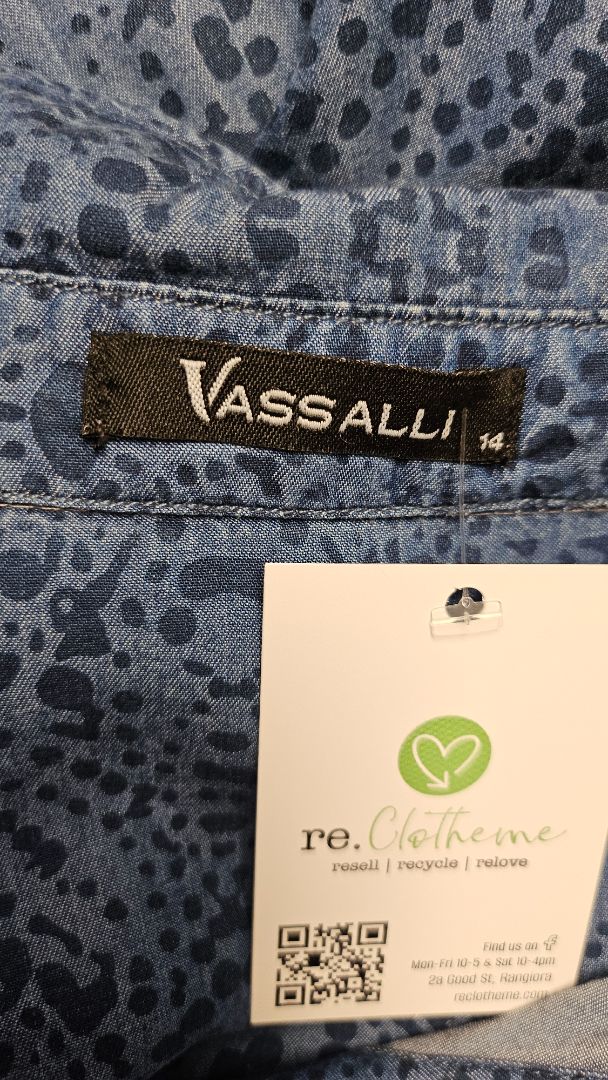 VASSALLI 14
re.Clotheme
resell | recycle | relove
Find us on f
Mon-Fri 10-5 & Sat 10-4pm
2a Good St, Rangiora
reclotheme.com